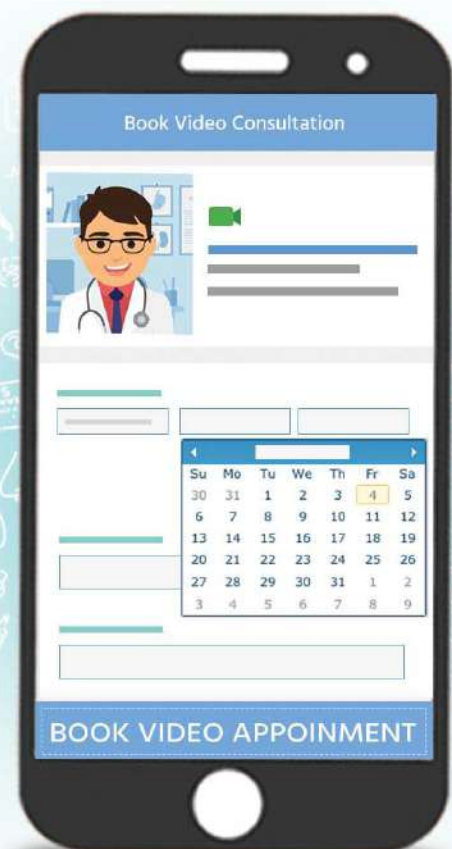 Book Video Consultation
Su Mo Tu We Th Fr Sa
30 31 1 2 3 4 5
6 7 8 9 10 11 12
13 14 15 16 17 18 19
20 21 22 23 24 25 26
27 28 29 30 31 1 2
3 4 5 6 7 8 9
BOOK VIDEO APPOINMENT